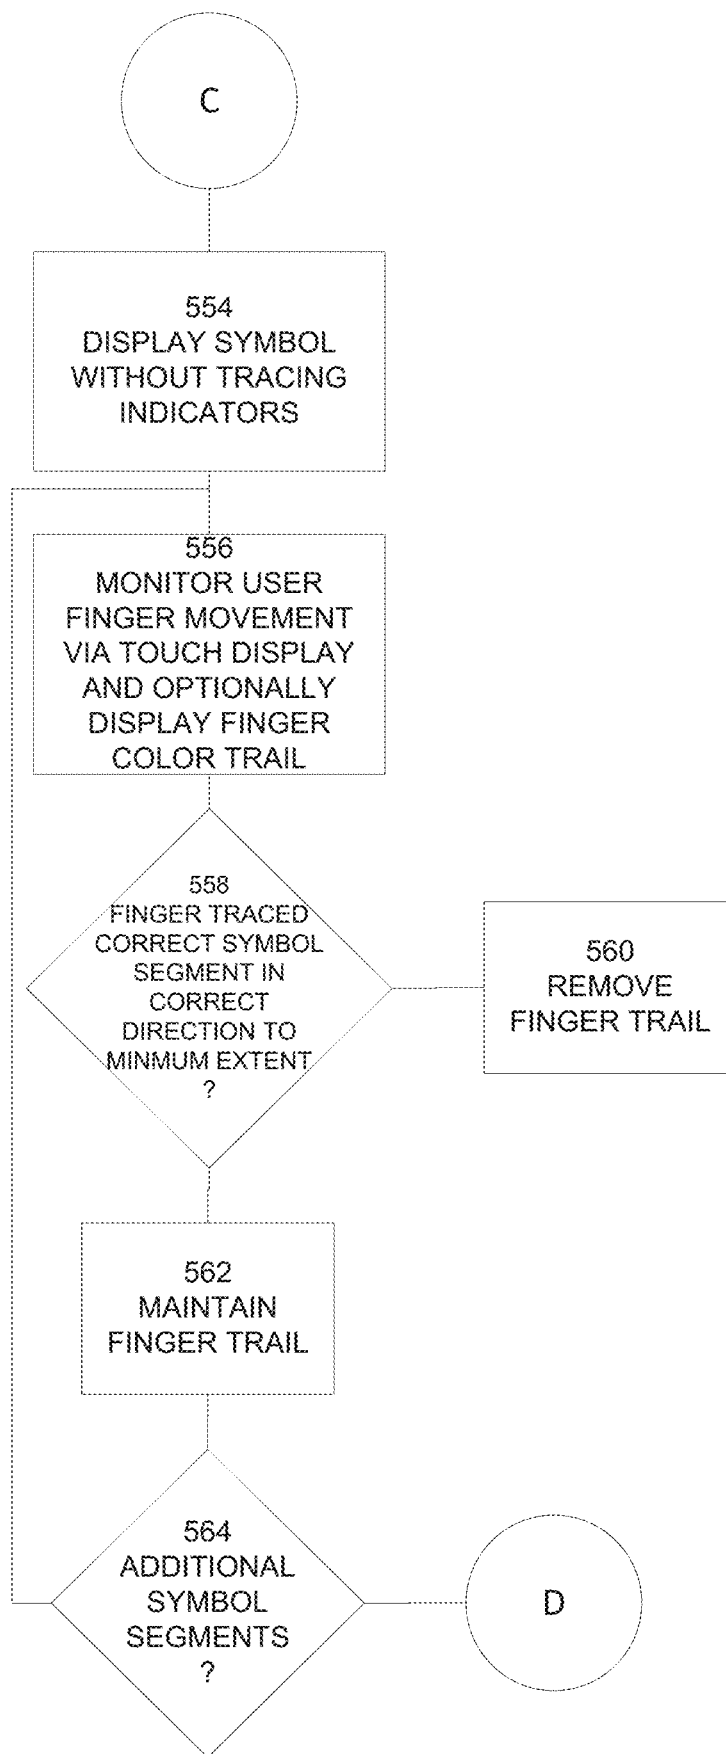 C
554
DISPLAY SYMBOL
WITHOUT TRACING
INDICATORS
556
MONITOR USER
FINGER MOVEMENT
VIA TOUCH DISPLAY
AND OPTIONALLY
DISPLAY FINGER
COLOR TRAIL
558
FINGER TRACED
CORRECT SYMBOL
SEGMENT IN
CORRECT
DIRECTION TO
MINMUM EXTENT
?
560
REMOVE
FINGER TRAIL
562
MAINTAIN
FINGER TRAIL
564
ADDITIONAL
SYMBOL
SEGMENTS
?
D